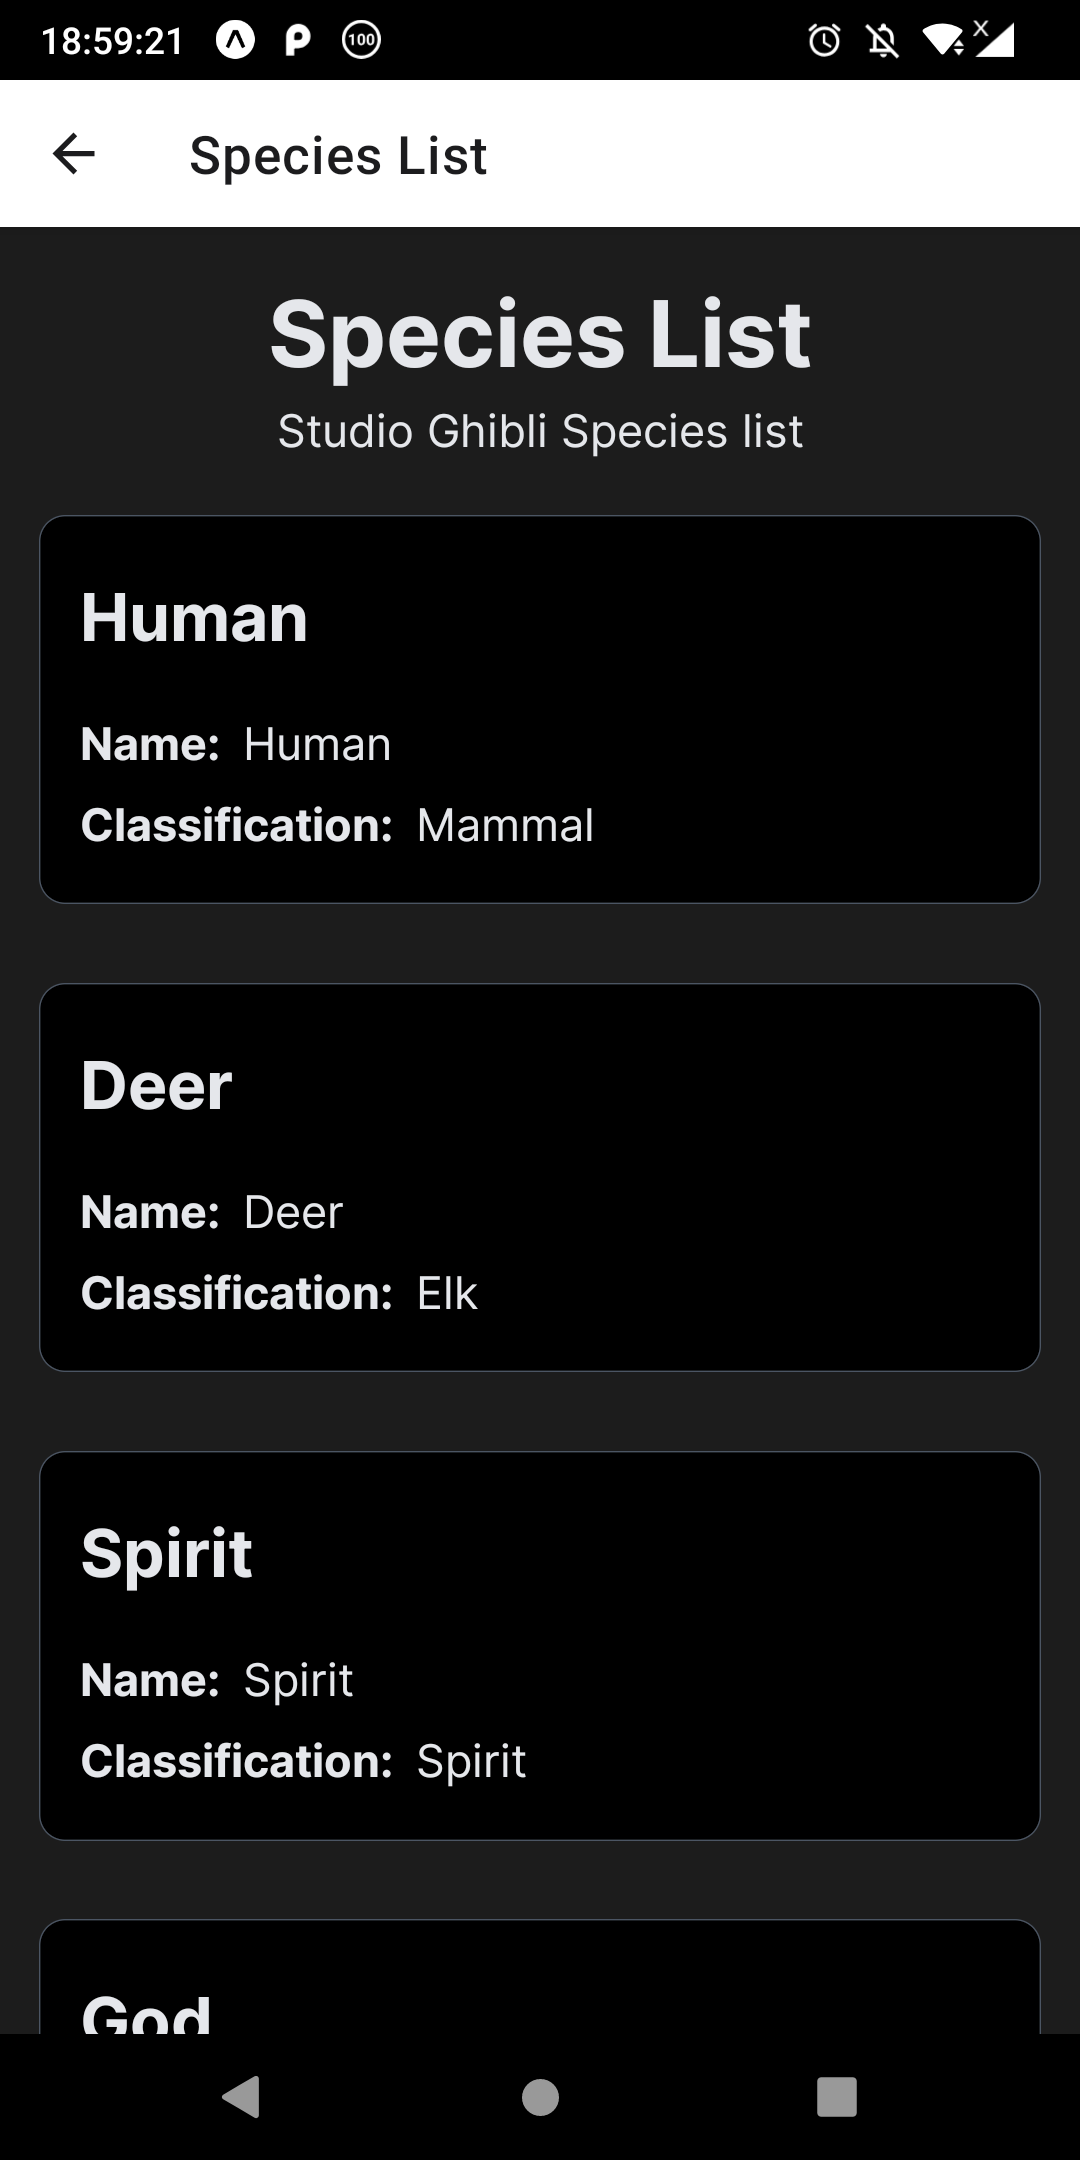 18:59:21
100
Species List
Species List
Studio Ghibli Species list
Human
Name: Human
Classification: Mammal
Deer
Name: Deer
Classification: Elk
Spirit
Name: Spirit
Classification: Spirit
God